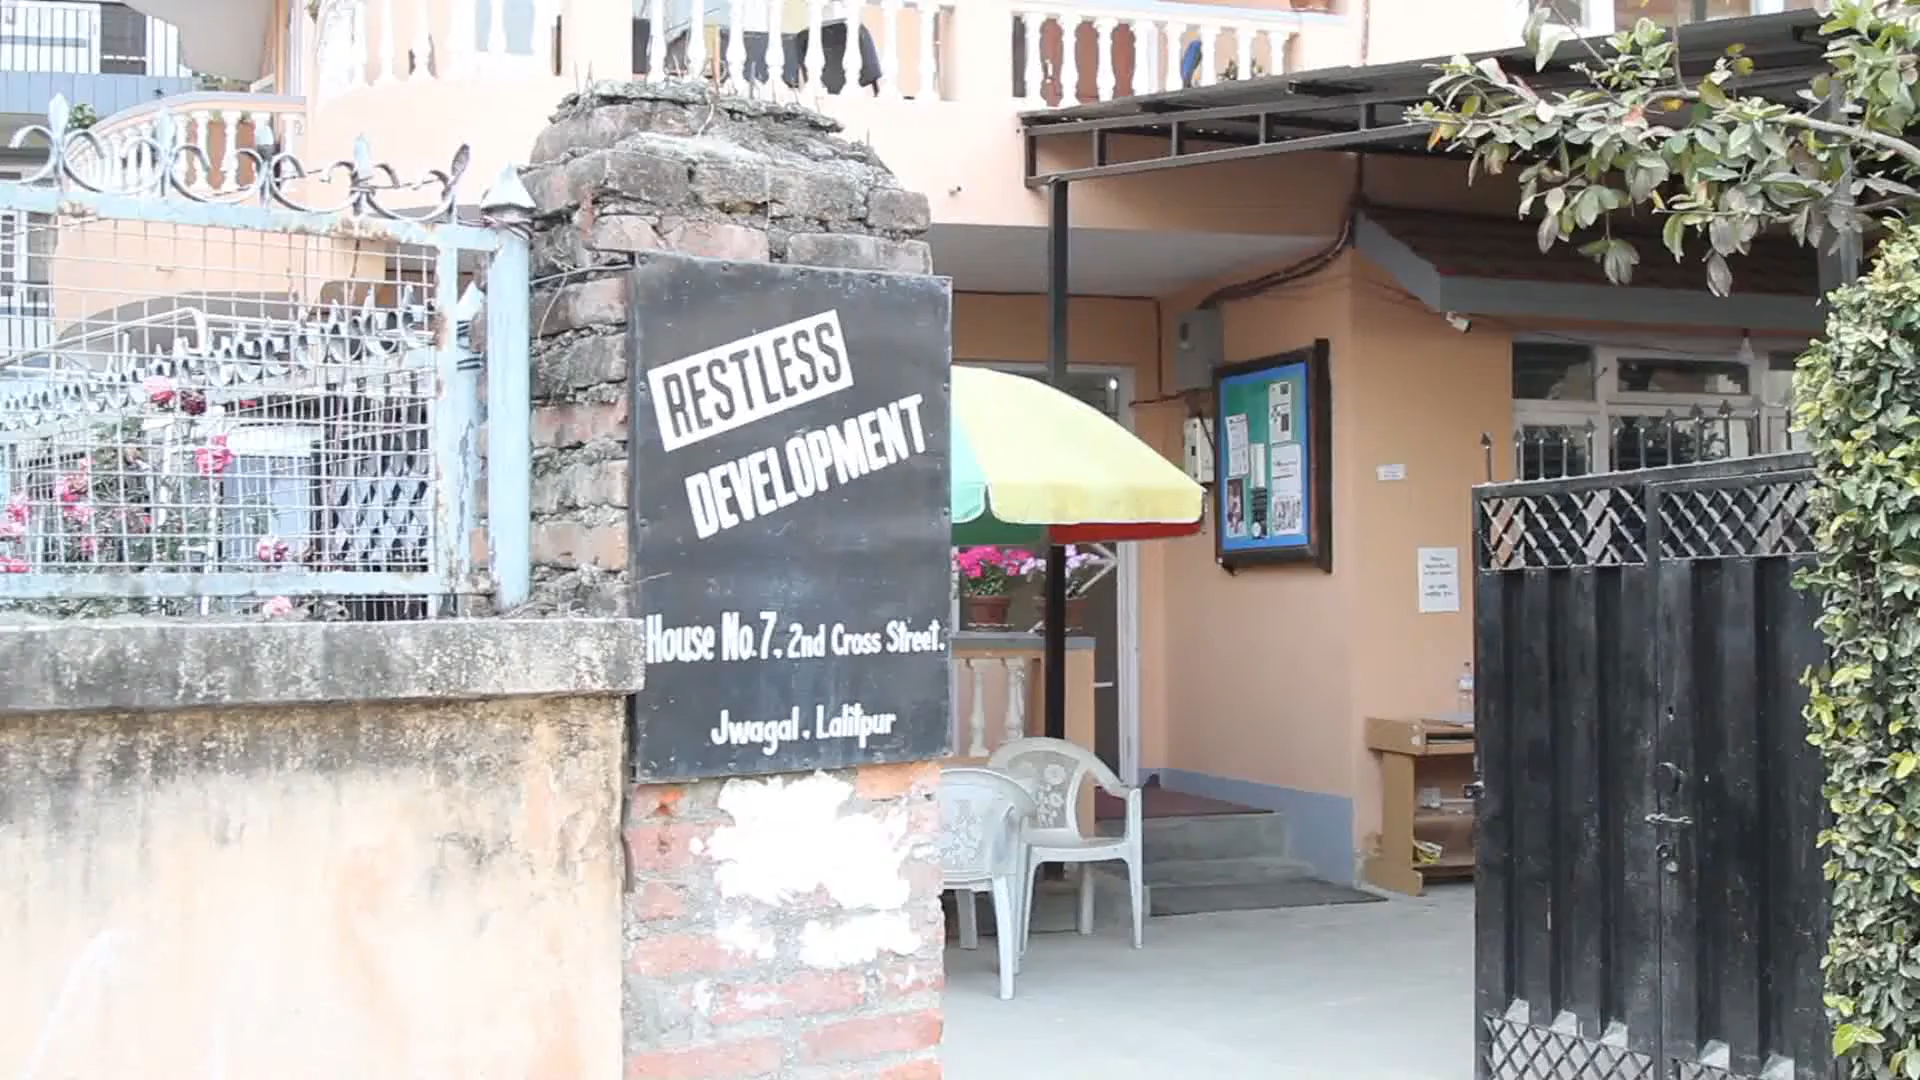 RESTLESS
DEVELOPMENT
House No. 7, 2nd Cross Street.
Jwagal, Lalitpur